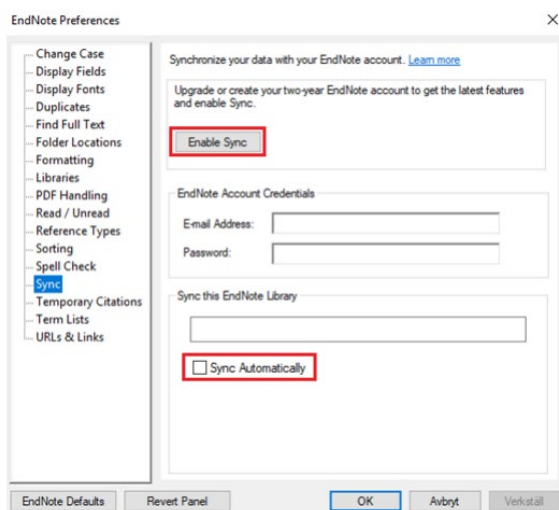 EndNote Preferences
Change Case
Display Fields
Display Fonts
Duplicates
Find Full Text
Folder Locations
Formatting
Libraries
PDF Handling
Read / Unread
Reference Types
Sorting
Spell Check
Sync
Temporary Citations
Term Lists
URLs & Links
Synchronize your data with your EndNote account. Learn more
Upgrade or create your two-year EndNote account to get the latest features
and enable Sync.
Enable Sync
EndNote Account Credentials
E-mail Address:
Password:
Sync this EndNote Library
Sync Automatically
EndNote Defaults
Revert Panel
OK
Avbryt
Verkställ